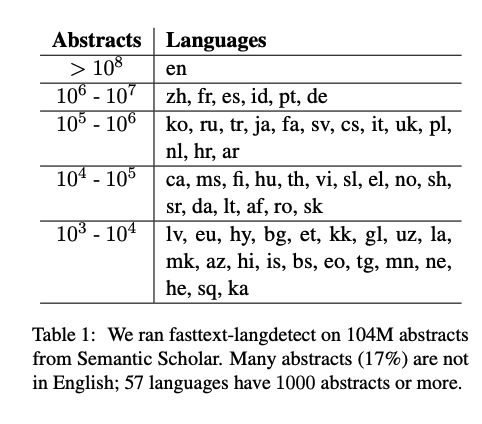 Abstracts Languages
> 10^8 en
10^6 - 10^7 zh, fr, es, id, pt, de
10^5 - 10^6 ko, ru, tr, ja, fa, sv, cs, it, uk, pl,
nl, hr, ar
10^4 - 10^5 ca, ms, fi, hu, th, vi, sl, el, no, sh,
sr, da, lt, af, ro, sk
10^3 - 10^4 lv, eu, hy, bg, et, kk, gl, uz, la,
mk, az, hi, is, bs, eo, tg, mn, ne,
he, sq, ka
Table 1: We ran fasttext-langdetect on 104M abstracts
from Semantic Scholar. Many abstracts (17%) are not
in English; 57 languages have 1000 abstracts or more.